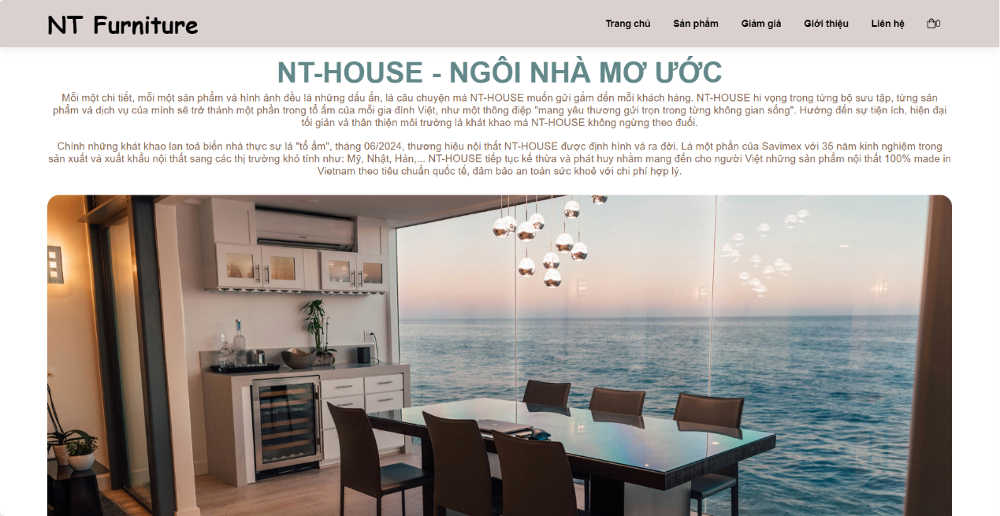 NT Furniture
Trang chủ
Sản phẩm
Giảm giá
Giới thiệu
Liên hệ
0
NT-HOUSE - NGÔI NHÀ MƠ ƯỚC
Mỗi một chi tiết, mỗi một sản phẩm và hình ảnh đều là những dấu ấn, là câu chuyện mà NT-HOUSE muốn gửi gắm đến mỗi khách hàng. NT-HOUSE hi vọng trong từng bộ sưu tập, từng sản
phẩm và dịch vụ của mình sẽ trở thành một phần trong tổ ấm của mỗi gia đình Việt, như một thông điệp "mang yêu thương gửi trọn trong từng không gian sống". Hướng đến sự tiện ích, hiện đại
tối giản và thân thiện môi trường là khát khao mà NT-HOUSE không ngừng theo đuổi.
Chính những khát khao lan toả biến nhà thực sự là "tổ ấm", tháng 06/2024, thương hiệu nội thất NT-HOUSE được định hình và ra đời. Là một phần của Savimex với 35 năm kinh nghiệm trong
sản xuất và xuất khẩu nội thất sang các thị trường khó tính như: Mỹ, Nhật, Hàn,... NT-HOUSE tiếp tục kế thừa và phát huy nhằm mang đến cho người Việt những sản phẩm nội thất 100% made in
Vietnam theo tiêu chuẩn quốc tế, đảm bảo an toàn sức khoẻ với chi phí hợp lý.